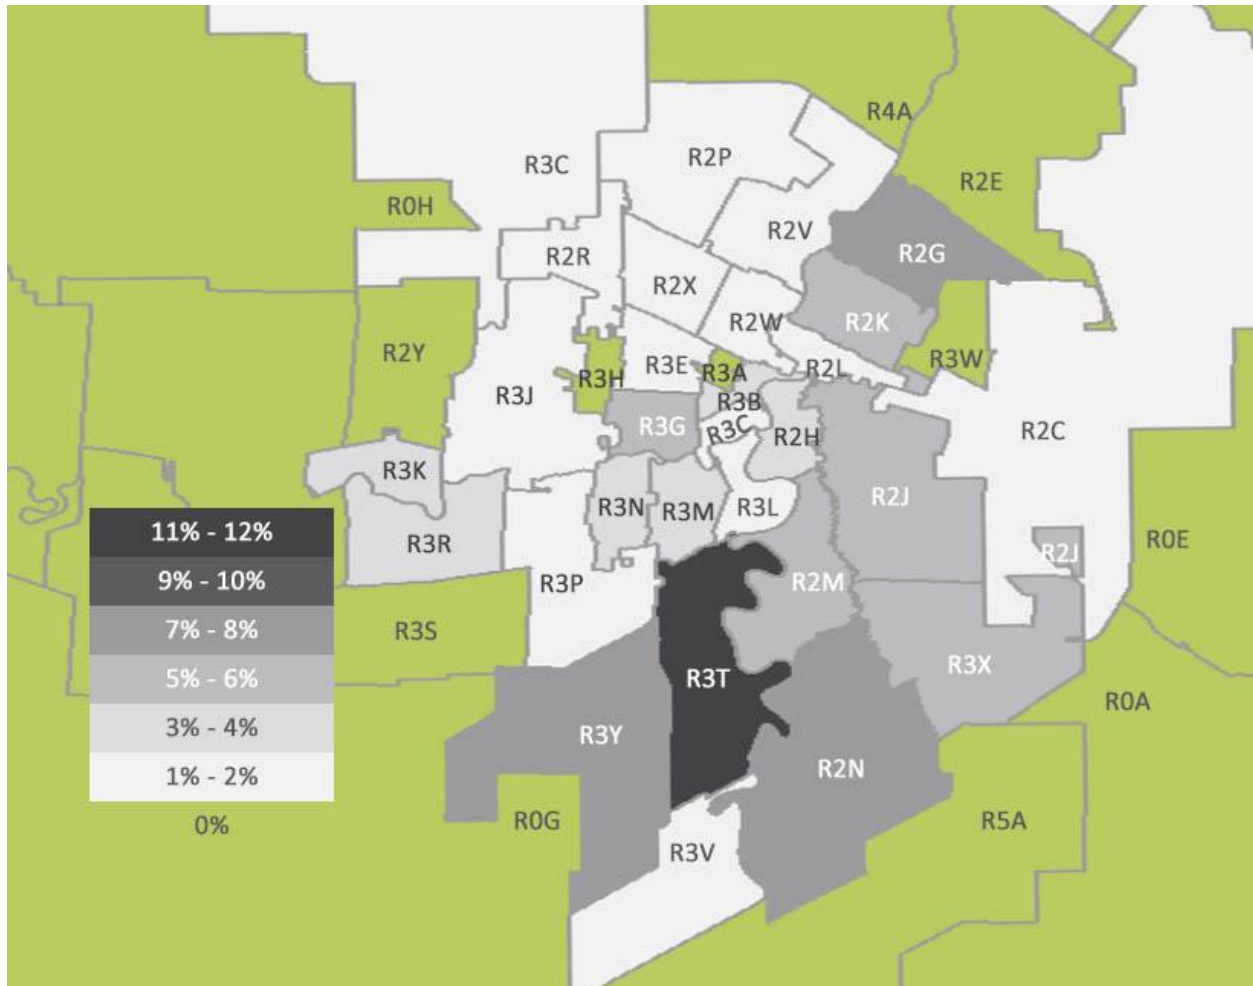 R4A
R3C
R2P
R2E
R0H
R2V
R2G
R2R
R2X
R2W
R2K
R2Y
R3E
R2L
R3W
R3H
R3A
R3J
R3B
R3G
R3C
R2H
R2C
R3K
R2J
R3N
R3M
R3L
R3R
R0E
R2J
11% - 12%
9% - 10%
7% - 8%
5% - 6%
3% - 4%
1% - 2%
0%
R3P
R2M
R3S
R3T
R3X
R0A
R3Y
R2N
R0G
R5A
R3V